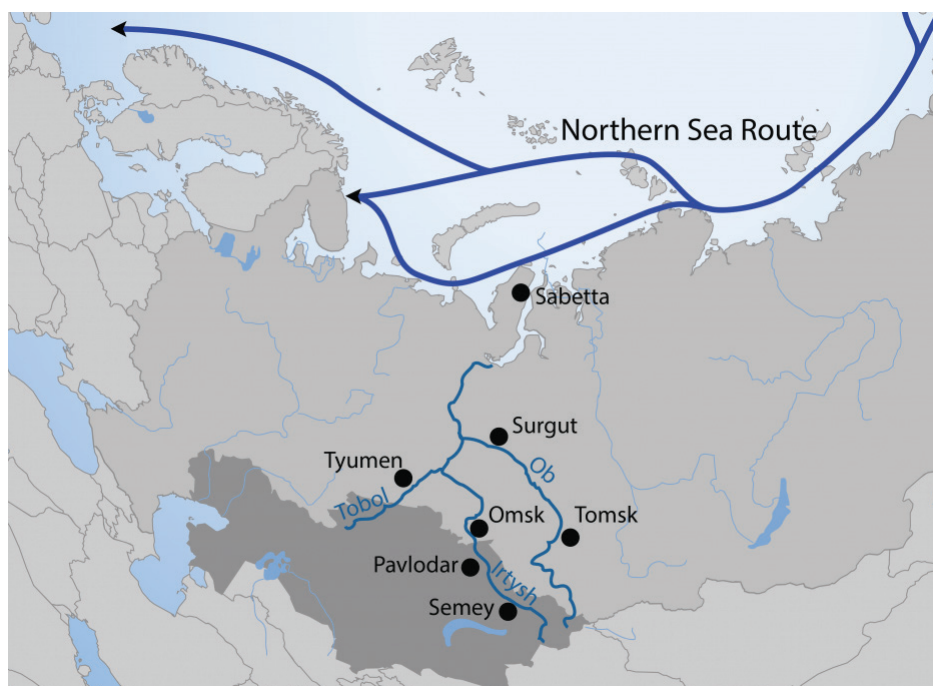 Northern Sea Route
Sabetta
Surgut
Tyumen
Ob
Tobol
Omsk
Tomsk
Pavlodar
Irtysh
Semey